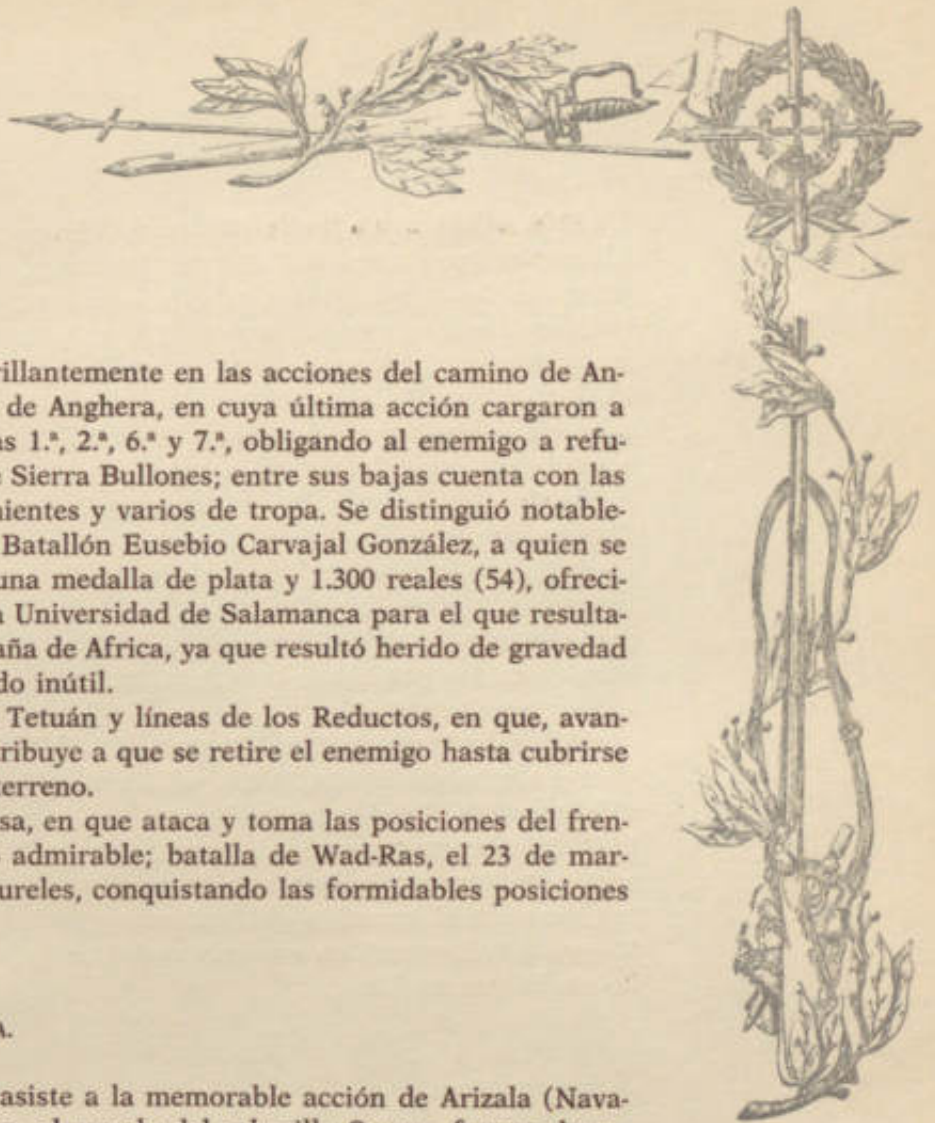 rillantemente en las acciones del camino de An-
de Anghera, en cuya última acción cargaron a
as 1.ª, 2.ª, 6.ª y 7.ª, obligando al enemigo a refu-
Sierra Bullones; entre sus bajas cuenta con las
nientes y varios de tropa. Se distinguió notable-
Batallón Eusebio Carvajal González, a quien se
una medalla de plata y 1.300 reales (54), ofreci-
a Universidad de Salamanca para el que resulta-
aña de Africa, ya que resultó herido de gravedad
do inútil.
Tetuán y líneas de los Reductos, en que, avan-
tribuye a que se retire el enemigo hasta cubrirse
terreno.
sa, en que ataca y toma las posiciones del fren-
admirable; batalla de Wad-Ras, el 23 de mar-
ureles, conquistando las formidables posiciones
A.
asiste a la memorable acción de Arizala (Nava-